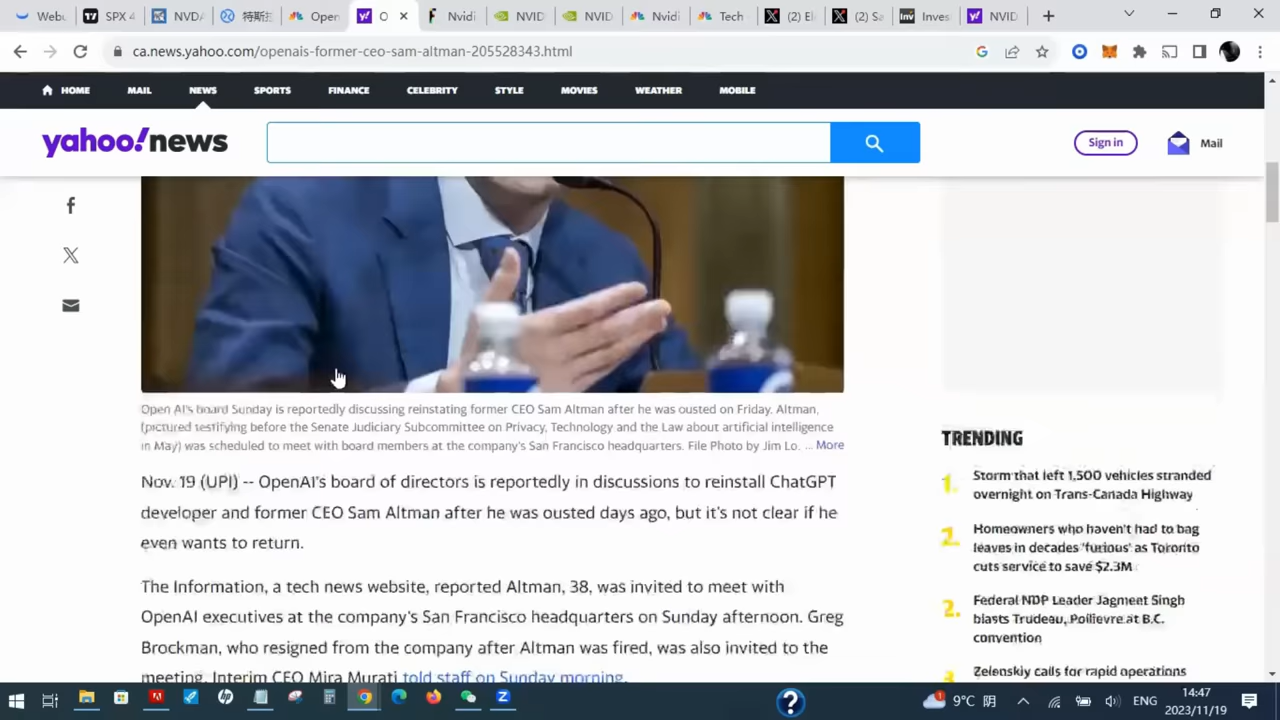 Webu
SPX 4
NVDA
特斯拉
Open
O
Nvidi
NVID
NVID
Nvidi
Tech
(2) El
(2) Sa
Inv
Inves
NVID
ca.news.yahoo.com/openais-former-ceo-sam-altman-205528343.html
HOME
MAIL
NEWS
SPORTS
FINANCE
CELEBRITY
STYLE
MOVIES
WEATHER
MOBILE
yahoo!news
Sign in
Mail
Open AI's board Sunday is reportedly discussing reinstating former CEO Sam Altman after he was ousted on Friday. Altman,
(pictured testifying before the Senate Judiciary Subcommittee on Privacy, Technology and the Law about artificial intelligence
in May) was scheduled to meet with board members at the company's San Francisco headquarters. File Photo by Jim Lo. ... More
Nov. 19 (UPI) -- OpenAI's board of directors is reportedly in discussions to reinstall ChatGPT
developer and former CEO Sam Altman after he was ousted days ago, but it's not clear if he
even wants to return.
The Information, a tech news website, reported Altman, 38, was invited to meet with
OpenAI executives at the company's San Francisco headquarters on Sunday afternoon. Greg
Brockman, who resigned from the company after Altman was fired, was also invited to the
meeting. Interim CEO Mira Murati told staff on Sunday morning.
TRENDING
1.
Storm that left 1,500 vehicles stranded
overnight on Trans-Canada Highway
Homeowners who haven't had to bag
leaves in decades 'furious' as Toronto
cuts service to save $2.3M
2.
Federal NDP Leader Jagmeet Singh
blasts Trudeau, Poilievre at B.C.
convention
Zelenskiy calls for rapid operations
9°C 阴
ENG
14:47
2023/11/19